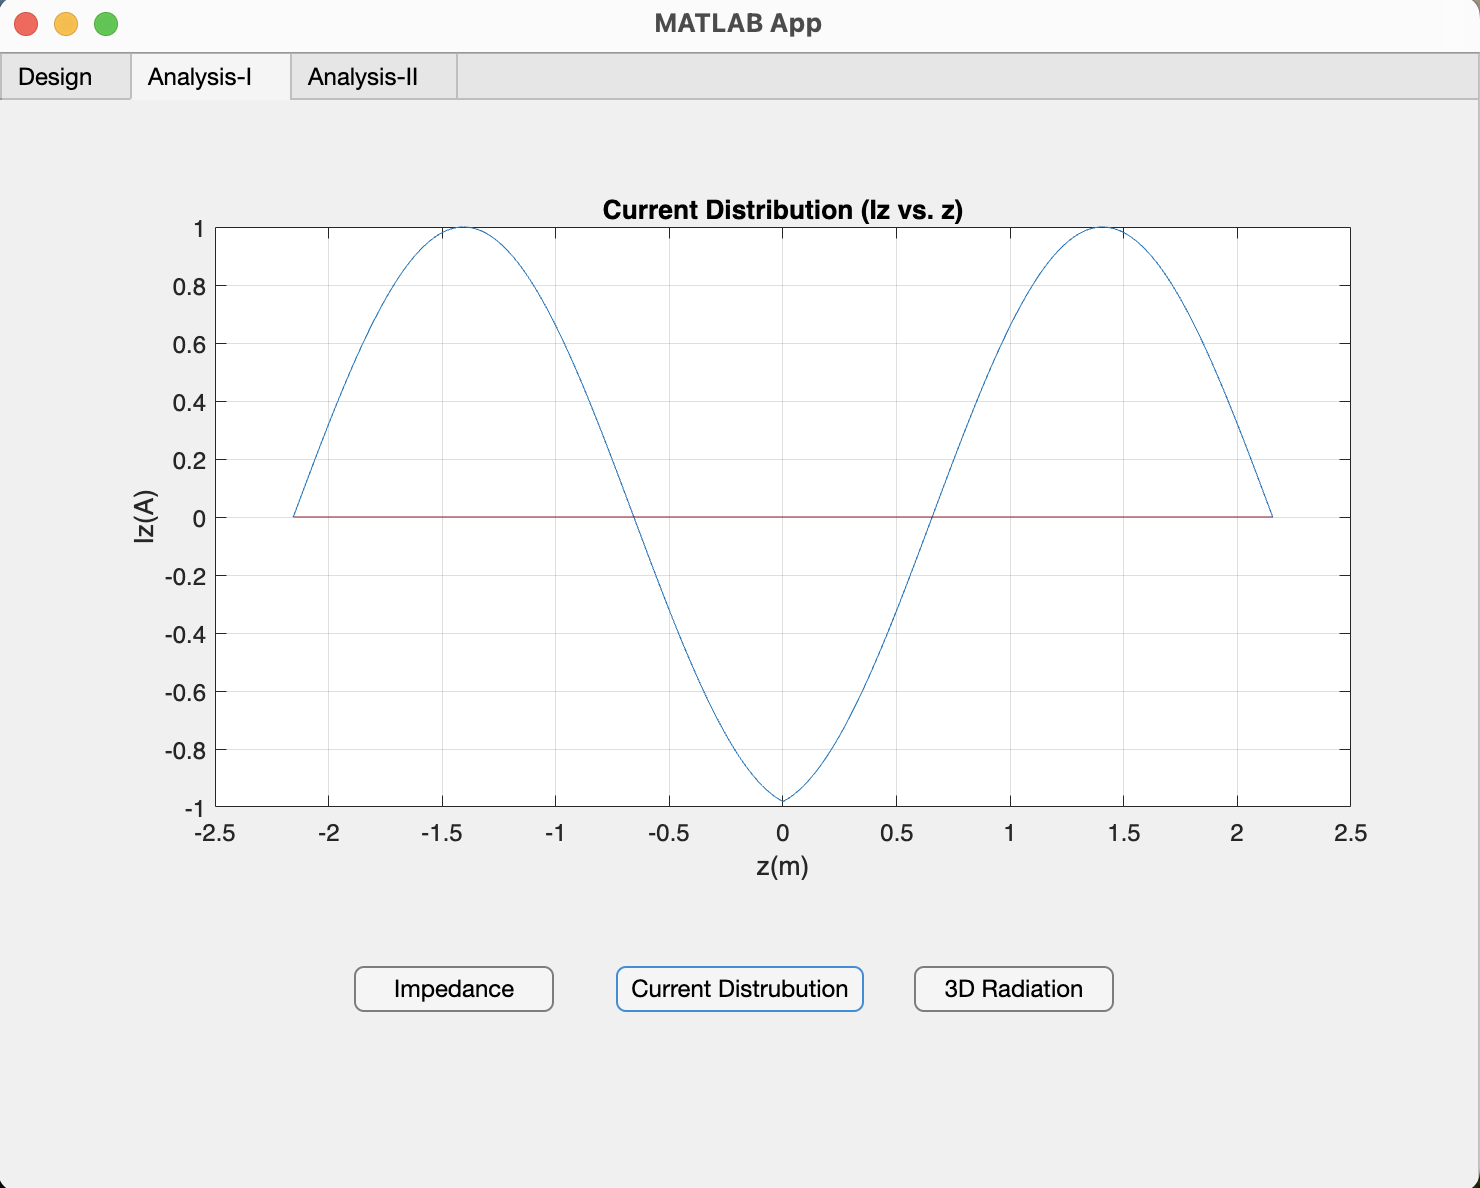 MATLAB App
Design Analysis-I Analysis-II
Current Distribution (Iz vs. z)
1
0.8
0.6
0.4
0.2
0
-0.2
-0.4
-0.6
-0.8
-1
Iz(A)
-2.5 -2 -1.5 -1 -0.5 0 0.5 1 1.5 2 2.5
z(m)
Impedance Current Distrubution 3D Radiation